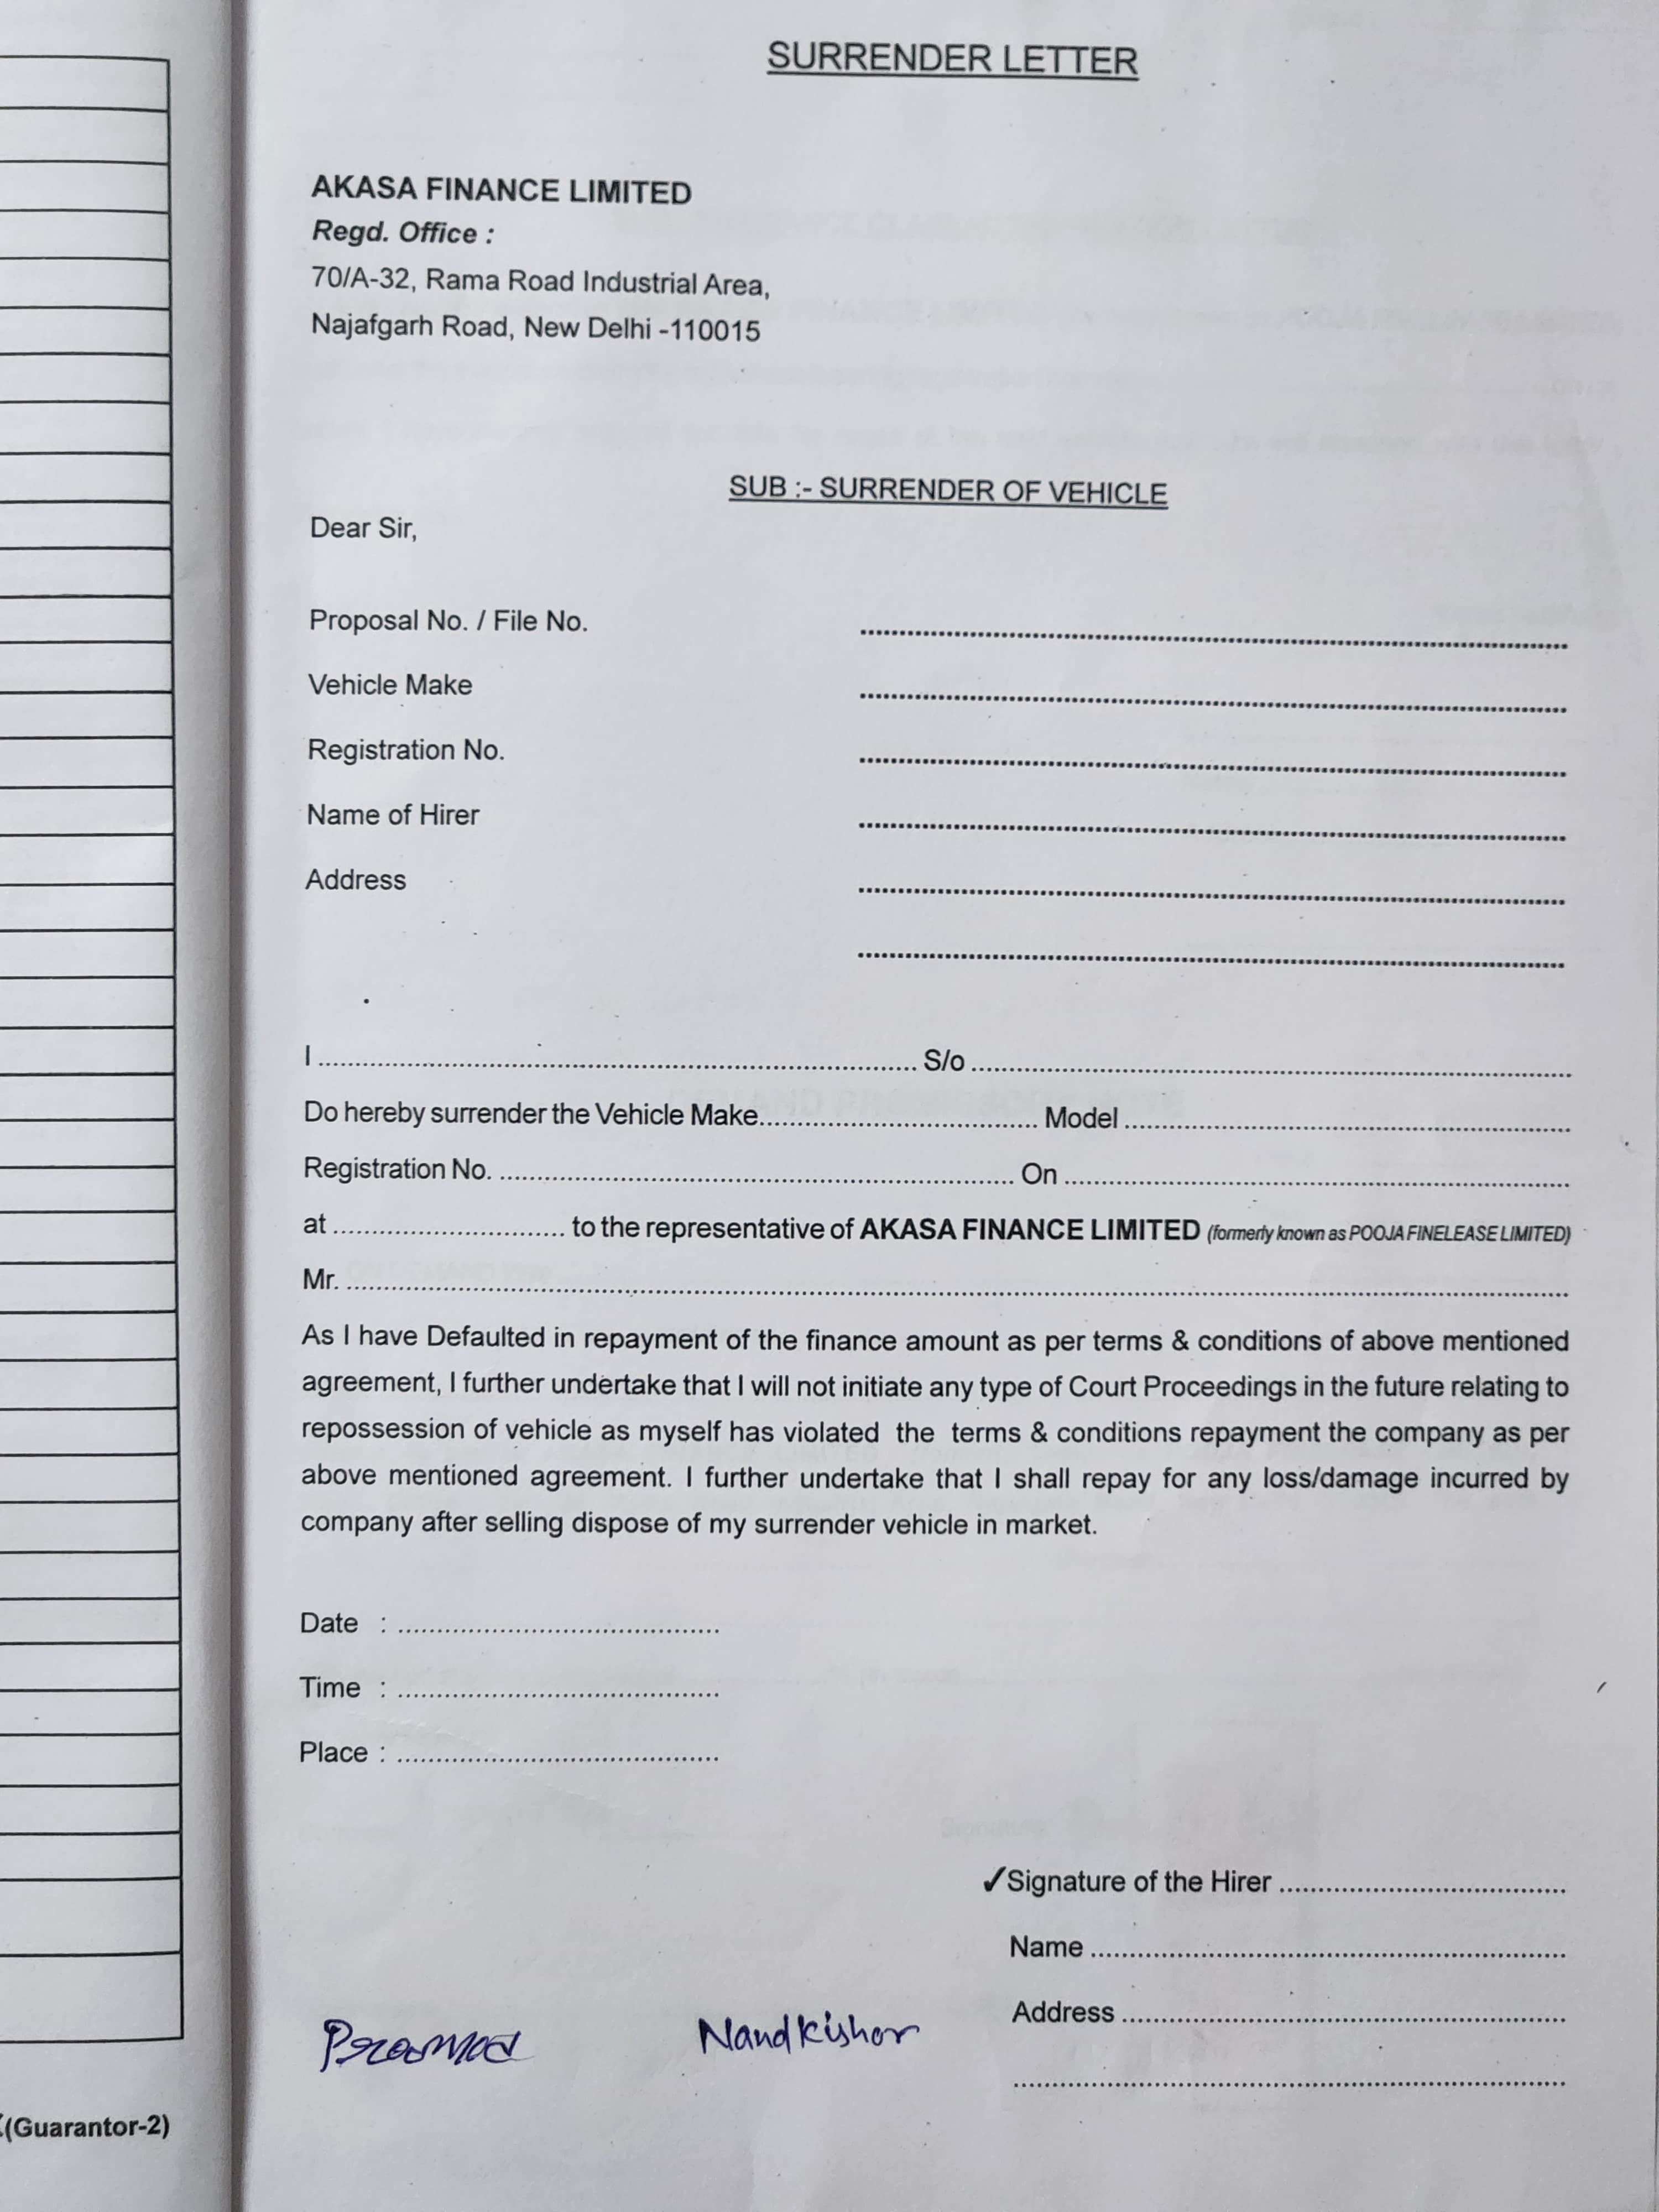 SURRENDER LETTER
AKASA FINANCE LIMITED
Regd. Office :
70/A-32, Rama Road Industrial Area,
Najafgarh Road, New Delhi -110015
SUB :- SURRENDER OF VEHICLE
Dear Sir,
Proposal No. / File No. ........................................
Vehicle Make ........................................
Registration No. ........................................
Name of Hirer ........................................
Address ........................................
........................................
I ........................................ S/o ........................................
Do hereby surrender the Vehicle Make.................................... Model ........................................
Registration No. ........................................ On ........................................
at .............................. to the representative of AKASA FINANCE LIMITED (formerly known as POOJA FINELEASE LIMITED)
Mr. ........................................
As I have Defaulted in repayment of the finance amount as per terms & conditions of above mentioned
agreement, I further undertake that I will not initiate any type of Court Proceedings in the future relating to
repossession of vehicle as myself has violated the terms & conditions repayment the company as per
above mentioned agreement. I further undertake that I shall repay for any loss/damage incurred by
company after selling dispose of my surrender vehicle in market.
Date : ........................................
Time : ........................................
Place : ........................................
✓Signature of the Hirer ........................................
Name ........................................
Address ........................................
........................................
Nandkishor
(Guarantor-2)